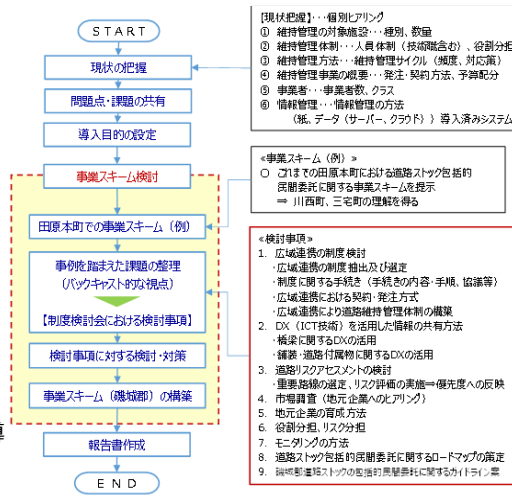 START
現状の把握
問題点・課題の共有
導入目的の設定
事業スキーム検討
田原本町での事業スキーム（例）
事例を踏まえた課題の整理
（バックキャスト的な視点）
【制度検討会における検討事項】
検討事項に対する検討・対策
事業スキーム（磯城郡）の構築
報告書作成
END
【現状把握】･･･個別ヒアリング
① 維持管理の対象施設･･･種別、数量
② 維持管理体制･･･人員体制（技術職含む）、役割分担
③ 維持管理方法･･･維持管理サイクル（頻度、対応策）
④ 維持管理事業の概要･･･発注・契約方法、予算配分
⑤ 事業者･･･事業者数、クラス
⑥ 情報管理･･･情報管理の方法
（紙、データ（サーバー、クラウド））導入済みシステム
≪事業スキーム（例）≫
○ これまでの田原本町における道路ストック包括的
民間委託に関する事業スキームを提示
⇒ 川西町、三宅町の理解を得る
≪検討事項≫
1. 広域連携の制度検討
・広域連携の制度抽出及び選定
・制度に関する手続き（手続きの内容・手順、協議等）
・広域連携における契約・発注方式
・広域連携により道路維持管理体制の構築
2. DX（ICT技術）を活用した情報の共有方法
・橋梁に関するDXの活用
・舗装・道路付属物に関するDXの活用
3. 道路リスクアセスメントの検討
・重要路線の選定、リスク評価の実施⇒優先度への反映
4. 市場調査（地元企業へのヒアリング）
5. 地元企業の育成方法
6. 役割分担、リスク分担
7. モニタリングの方法
8. 道路ストック包括的民間委託に関するロードマップの策定
9. 磯城郡道路ストックの包括的民間委託に関するガイドライン案